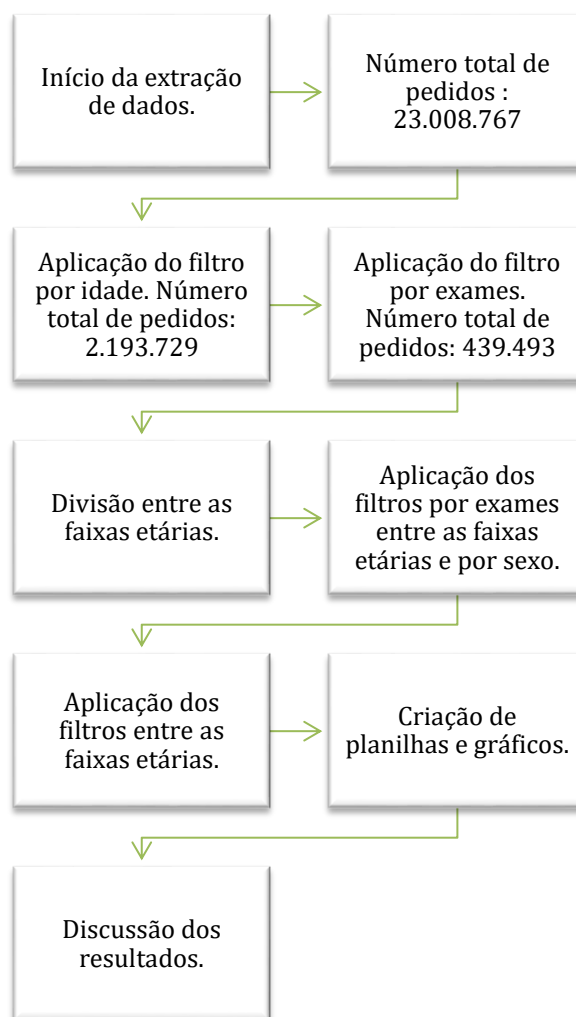 Início da extração
de dados.
Número total de
pedidos :
23.008.767
Aplicação do filtro
por idade. Número
total de pedidos:
2.193.729
Aplicação do filtro
por exames.
Número total de
pedidos: 439.493
Divisão entre as
faixas etárias.
Aplicação dos
filtros por exames
entre as faixas
etárias e por sexo.
Aplicação dos
filtros entre as
faixas etárias.
Criação de
planilhas e gráficos.
Discussão dos
resultados.